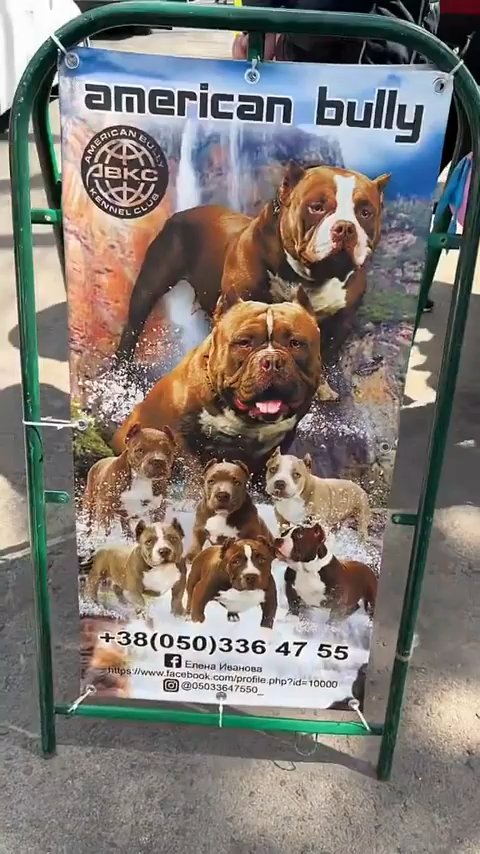 american bully
AMERICAN BULLY
ABKC
KENNEL CLUB
+38(050)336 47 55
Елена Иванова
https://www.facebook.com/profile.php?id=10000
@05033647550_